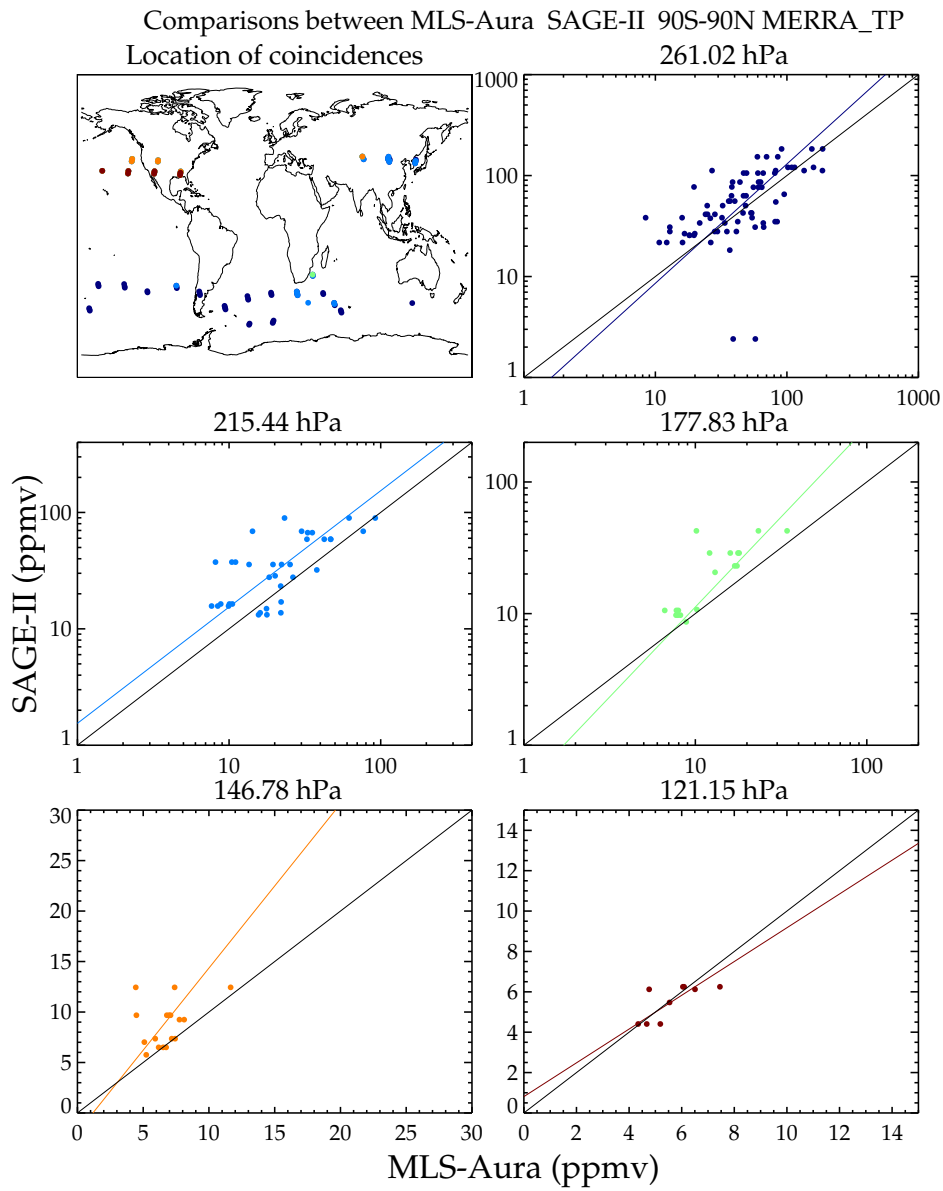 Comparisons between MLS-Aura SAGE-II 90S-90N MERRA_TP
Location of coincidences
261.02 hPa
1000
100
10
1
1 10 100 1000
215.44 hPa
177.83 hPa
100
10
1
1 10 100
100
10
1
1 10 100
SAGE-II (ppmv)
146.78 hPa
121.15 hPa
30
25
20
15
10
5
0
0 5 10 15 20 25 30
14
12
10
8
6
4
2
0
0 2 4 6 8 10 12 14
MLS-Aura (ppmv)